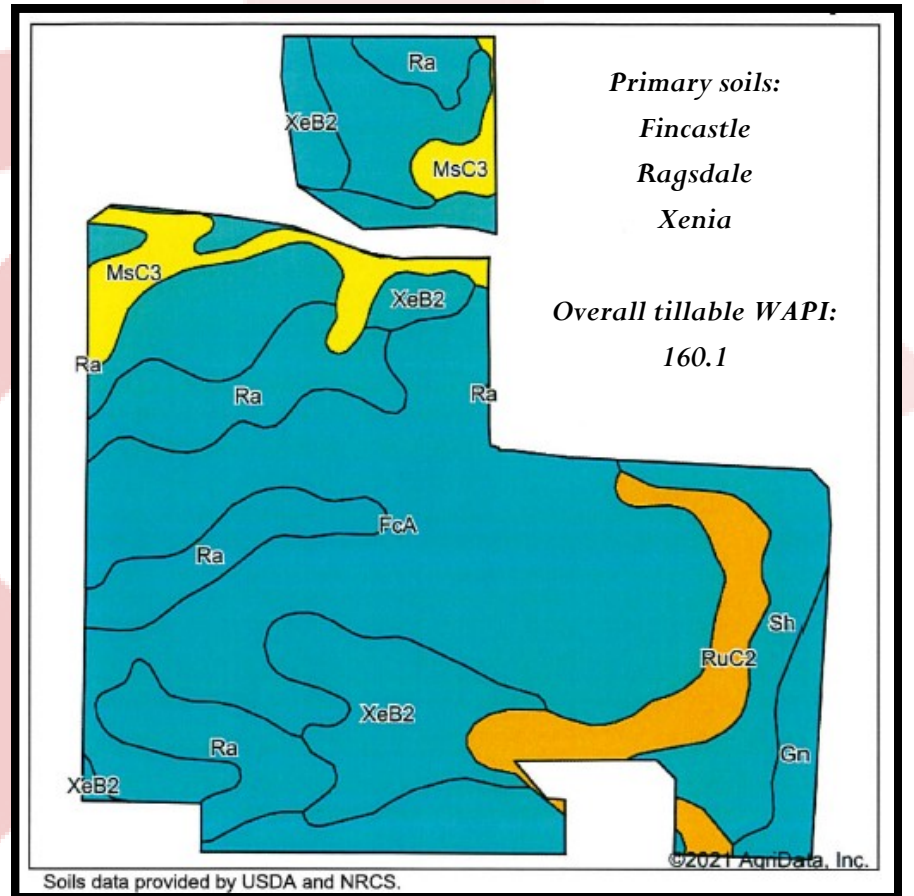 Ra
XeB2
MsC3
Primary soils:
Fincastle
Ragsdale
Xenia
Overall tillable WAPI:
160.1
MsC3
XeB2
Ra
Ra
Ra
FcA
Ra
Sh
RuC2
XeB2
Ra
Gn
XeB2
©2021 AgriData, Inc.
Soils data provided by USDA and NRCS.